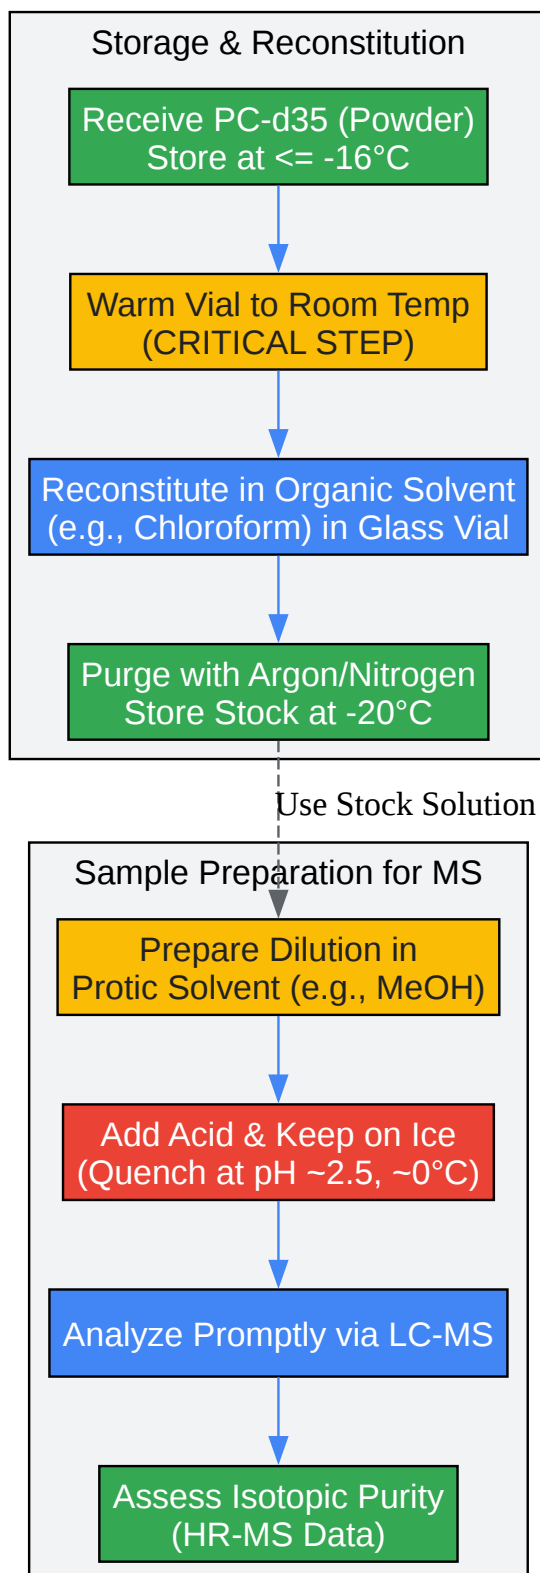 Storage & Reconstitution
Receive PC-d35 (Powder)
Store at <= -16°C
Warm Vial to Room Temp
(CRITICAL STEP)
Reconstitute in Organic Solvent
(e.g., Chloroform) in Glass Vial
Purge with Argon/Nitrogen
Store Stock at -20°C
Use Stock Solution
Sample Preparation for MS
Prepare Dilution in
Protic Solvent (e.g., MeOH)
Add Acid & Keep on Ice
(Quench at pH ~2.5, ~0°C)
Analyze Promptly via LC-MS
Assess Isotopic Purity
(HR-MS Data)